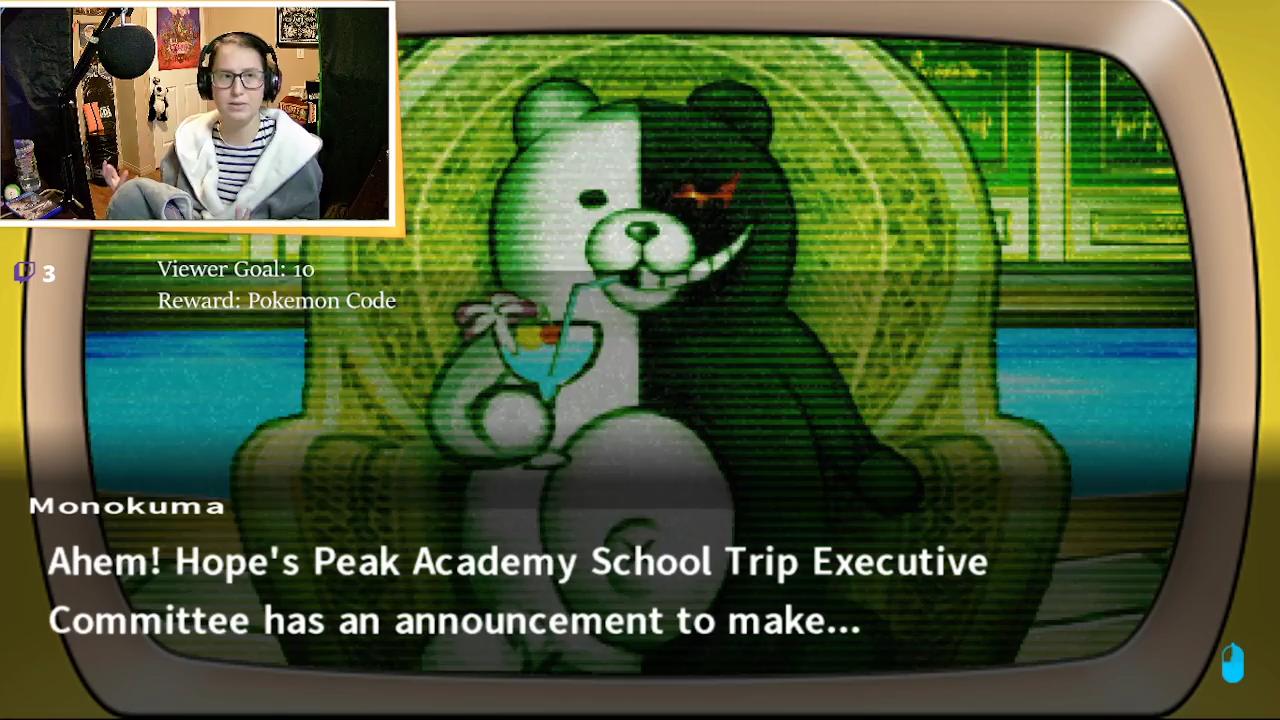 3
Viewer Goal: 10
Reward: Pokemon Code
Monokuma
Ahem! Hope's Peak Academy School Trip Executive
Committee has an announcement to make...